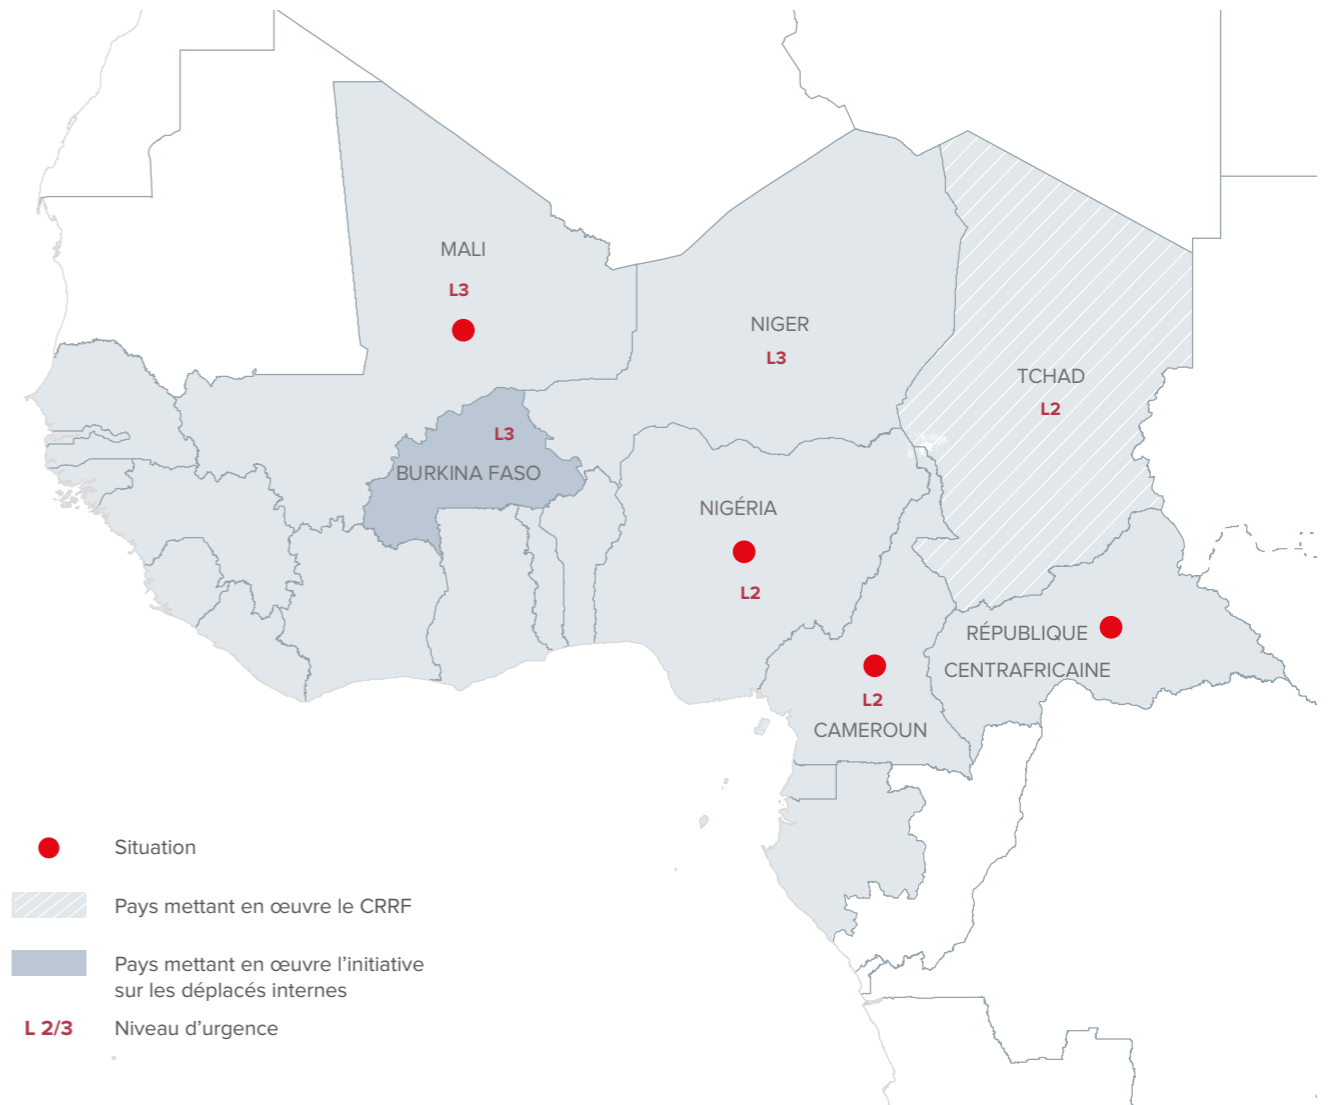 MALI
L3
NIGER
L3
TCHAD
L2
L3
BURKINA FASO
NIGÉRIA
L2
RÉPUBLIQUE
CENTRAFRICAINE
L2
CAMEROUN
Situation
Pays mettant en œuvre le CRRF
Pays mettant en œuvre l’initiative
sur les déplacés internes
L 2/3 Niveau d’urgence